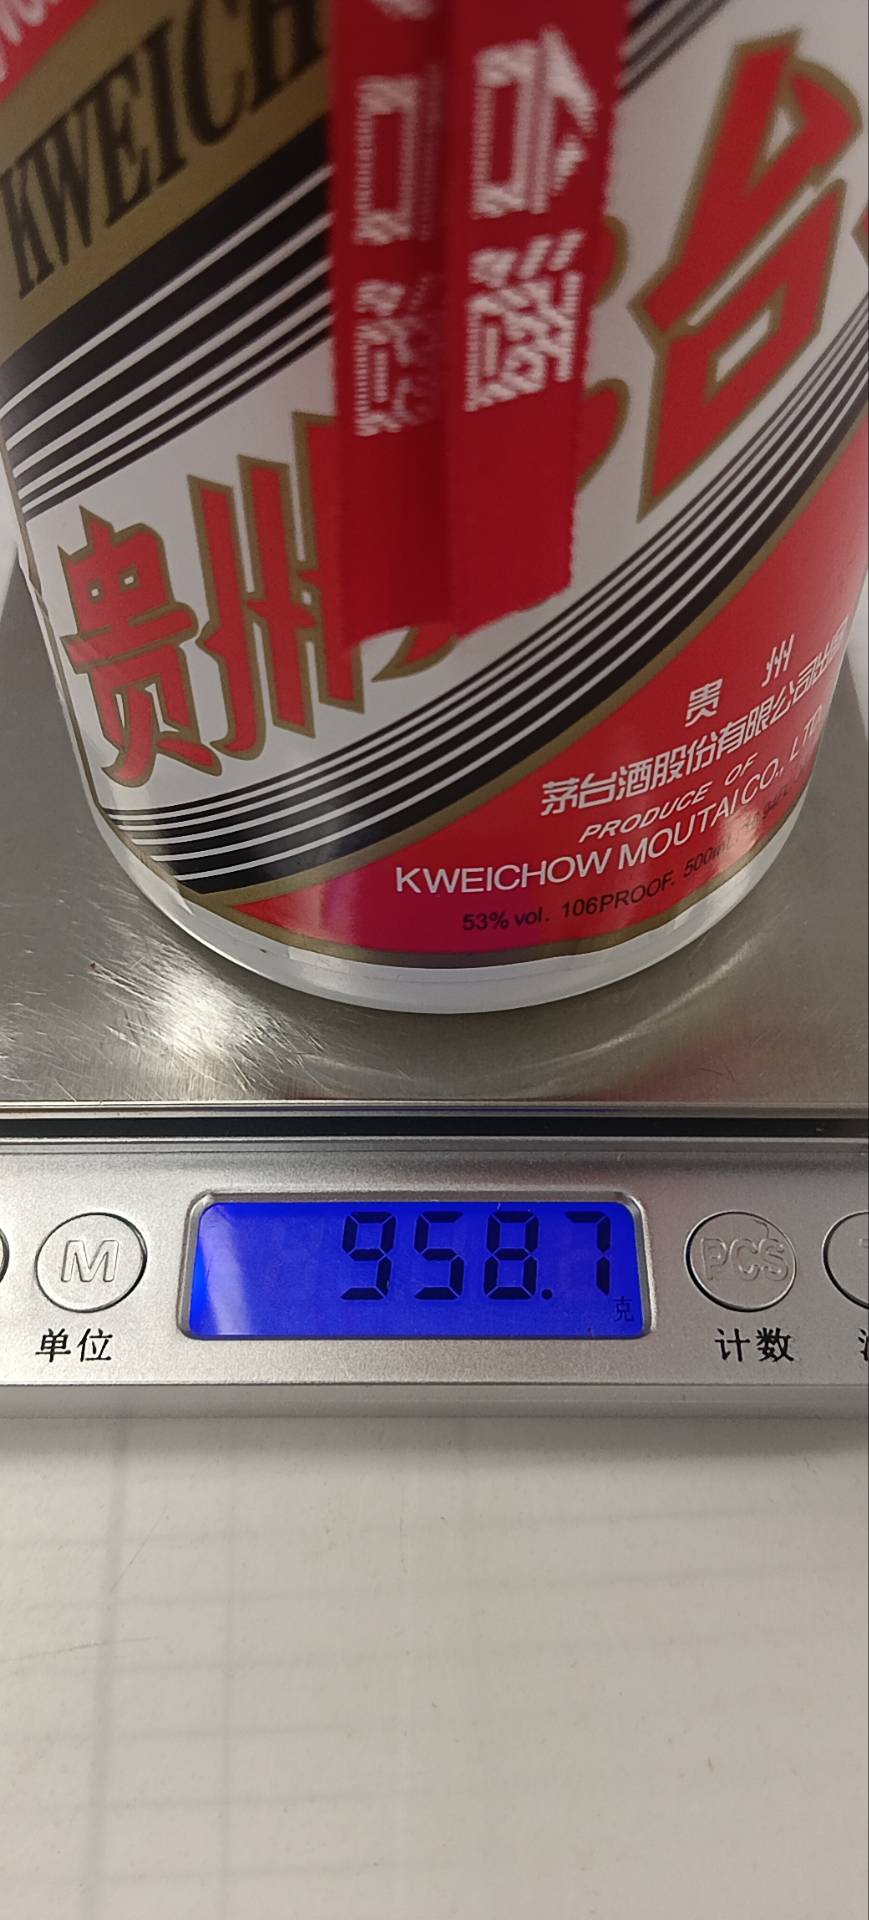 KWEICH
台
贵州
贵 州
茅台酒股份有限公司出品
PRODUCE OF
KWEICHOW MOUTAI CO., LTD.
53% vol. 106PROOF. 500mL
958.7
克
M
PCS
单位
计数